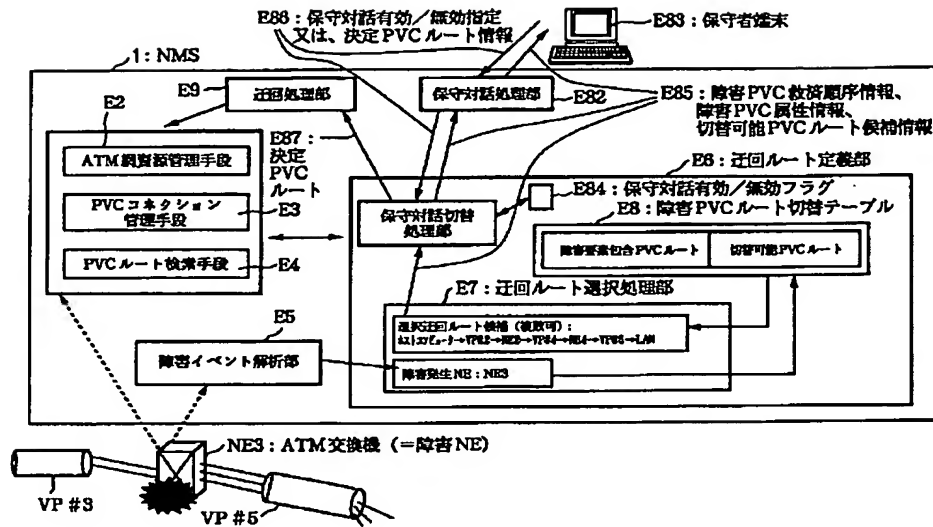 E86：保守対話有効／無効指定
又は、決定PVCルート情報
E83：保守者端末
1：NMS
E9
迂回処理部
保守対話処理部
E82
E85：障害PVC救済順序情報、
障害PVC属性情報、
切替可能PVCルート候補情報
E2
E87：
決定
PVC
ルート
ATM網資源管理手段
PVCコネクション
管理手段
E3
PVCルート検索手段
E4
E6：迂回ルート定義部
E84：保守対話有効／無効フラグ
保守対話切替
処理部
E8：障害PVCルート切替テーブル
障害要素包含PVCルート
切替可能PVCルート
E7：迂回ルート選択処理部
選択迂回ルート候補（複数可）：
E5
障害イベント解析部
障害発生NE：NE3
NE3：ATM交換機（＝障害NE）
VP #3
VP #5